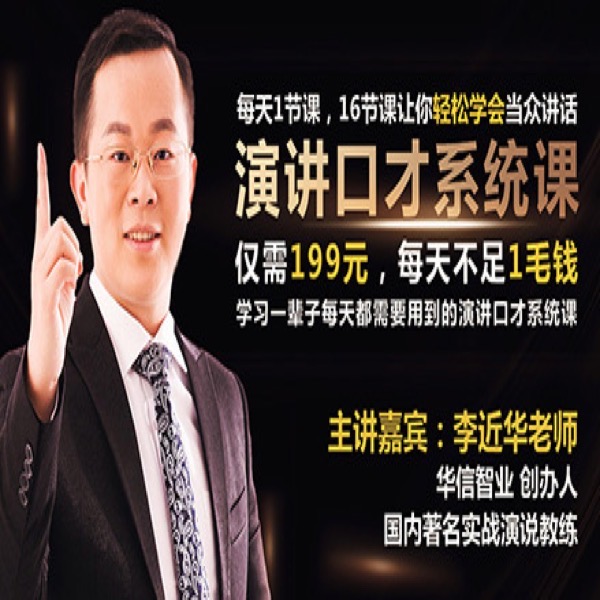 每天1节课，16节课让你轻松学会当众讲话
演讲口才系统课
仅需199元，每天不足1毛钱
学习一辈子每天都需要用到的演讲口才系统课
主讲嘉宾：李近华老师
华信智业 创办人
国内著名实战演说教练